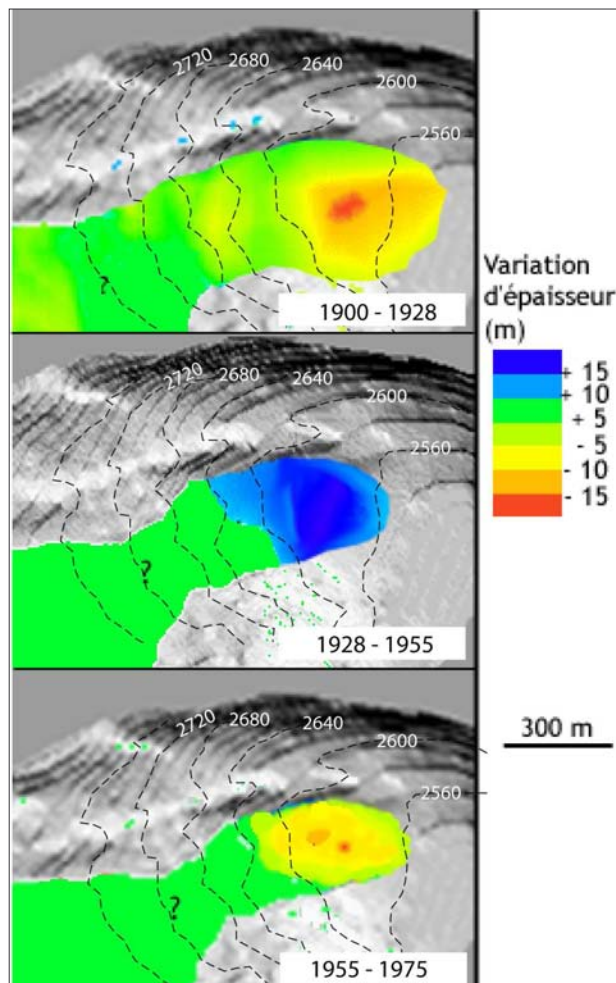 2720 2680 2640 2600 2560
?
1900 - 1928
2720 2680 2640 2600 2560
?
1928 - 1955
2720 2680 2640 2600 2560
?
1955 - 1975
Variation
d'épaisseur
(m)
+ 15
+ 10
+ 5
- 5
- 10
- 15
300 m